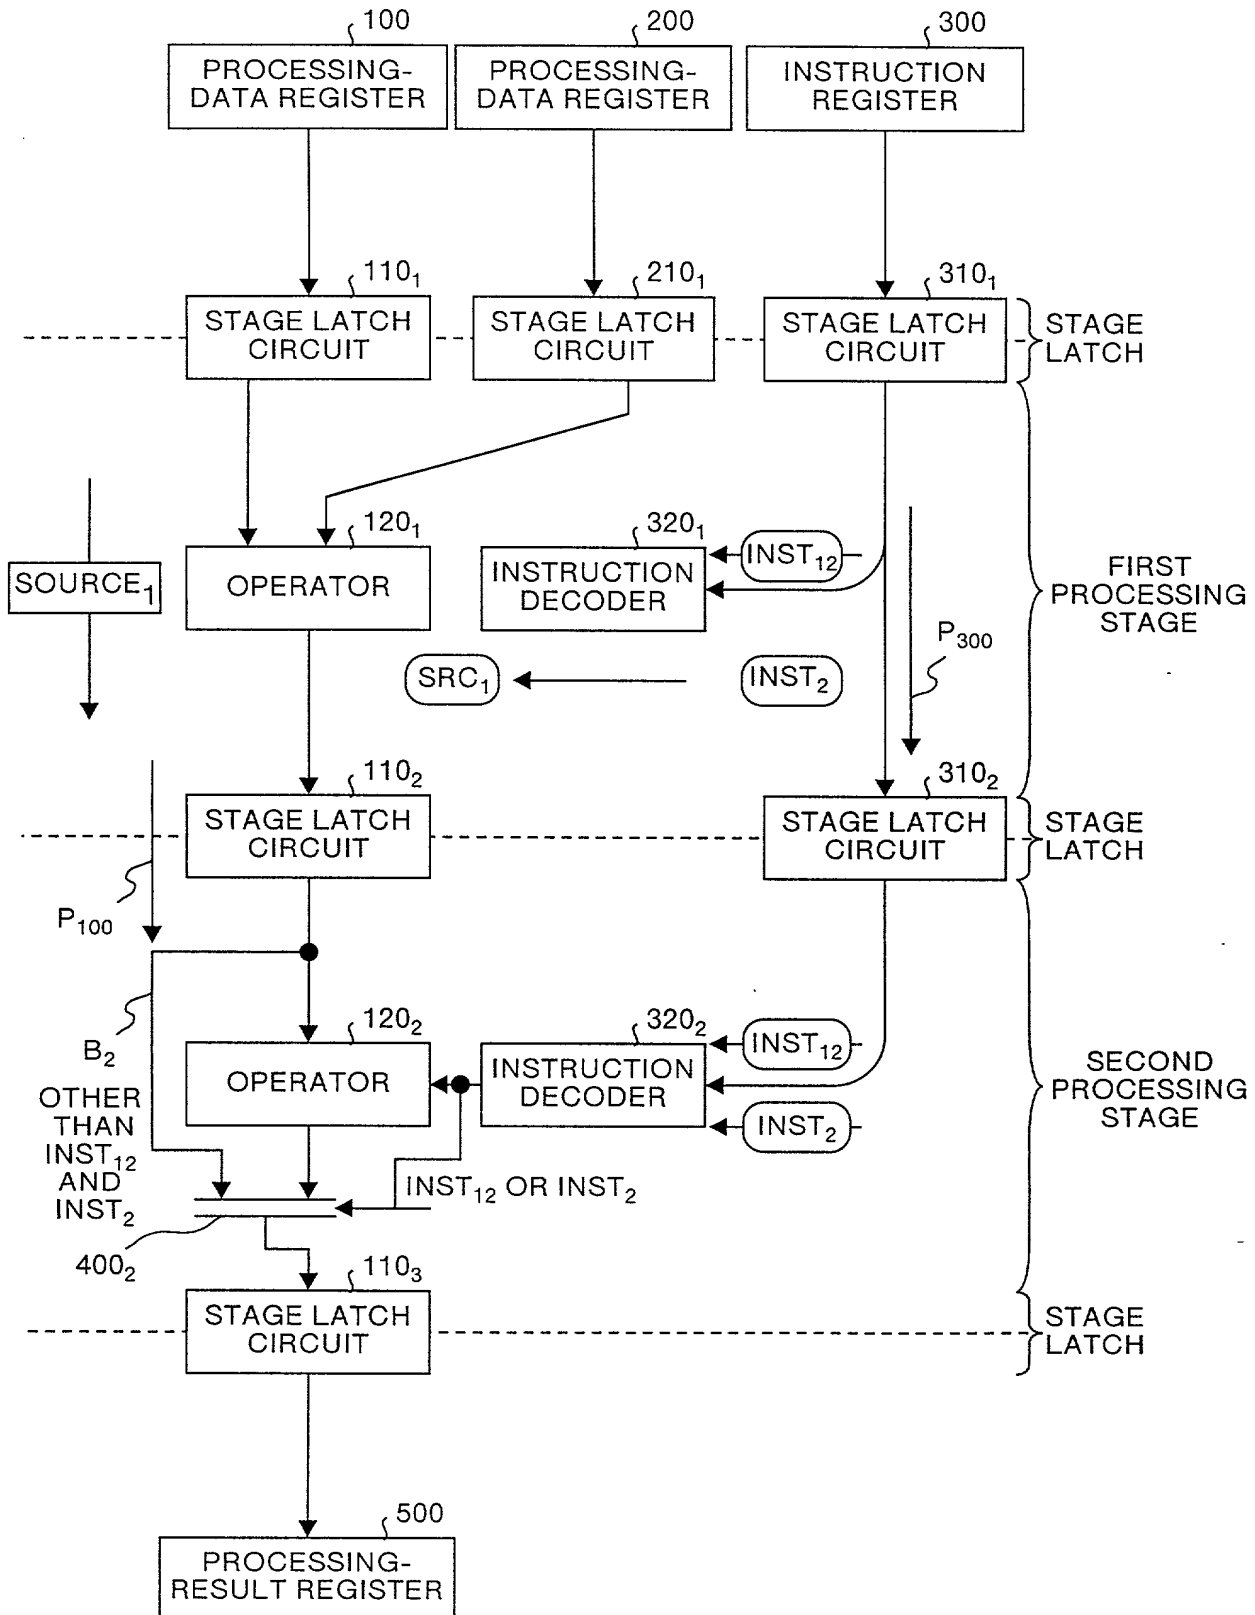 100
200
300
PROCESSING-
DATA REGISTER
PROCESSING-
DATA REGISTER
INSTRUCTION
REGISTER
110₁
210₁
310₁
STAGE LATCH
CIRCUIT
STAGE LATCH
CIRCUIT
STAGE LATCH
CIRCUIT
STAGE
LATCH
120₁
320₁
INST₁₂
SOURCE₁
OPERATOR
INSTRUCTION
DECODER
FIRST
PROCESSING
STAGE
P₃₀₀
SRC₁
INST₂
110₂
310₂
STAGE LATCH
CIRCUIT
STAGE LATCH
CIRCUIT
STAGE
LATCH
P₁₀₀
B₂
120₂
320₂
INST₁₂
OPERATOR
INSTRUCTION
DECODER
INST₂
SECOND
PROCESSING
STAGE
OTHER
THAN
INST₁₂
AND
INST₂
INST₁₂ OR INST₂
400₂
110₃
STAGE LATCH
CIRCUIT
STAGE
LATCH
500
PROCESSING-
RESULT REGISTER